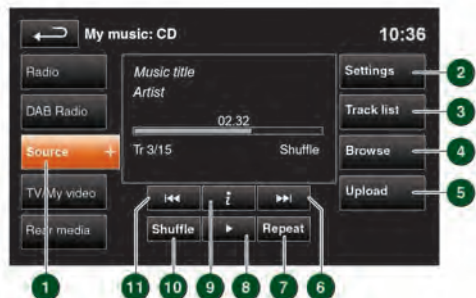 My music: CD
10:36
Radio
DAB Radio
Source +
TV/My video
Rear media
Music title
Artist
02.32
Tr 3/15 Shuffle
Settings
Track list
Browse
Upload
i
Shuffle
Repeat
2
3
4
5
1
11
10
9
8
7
6